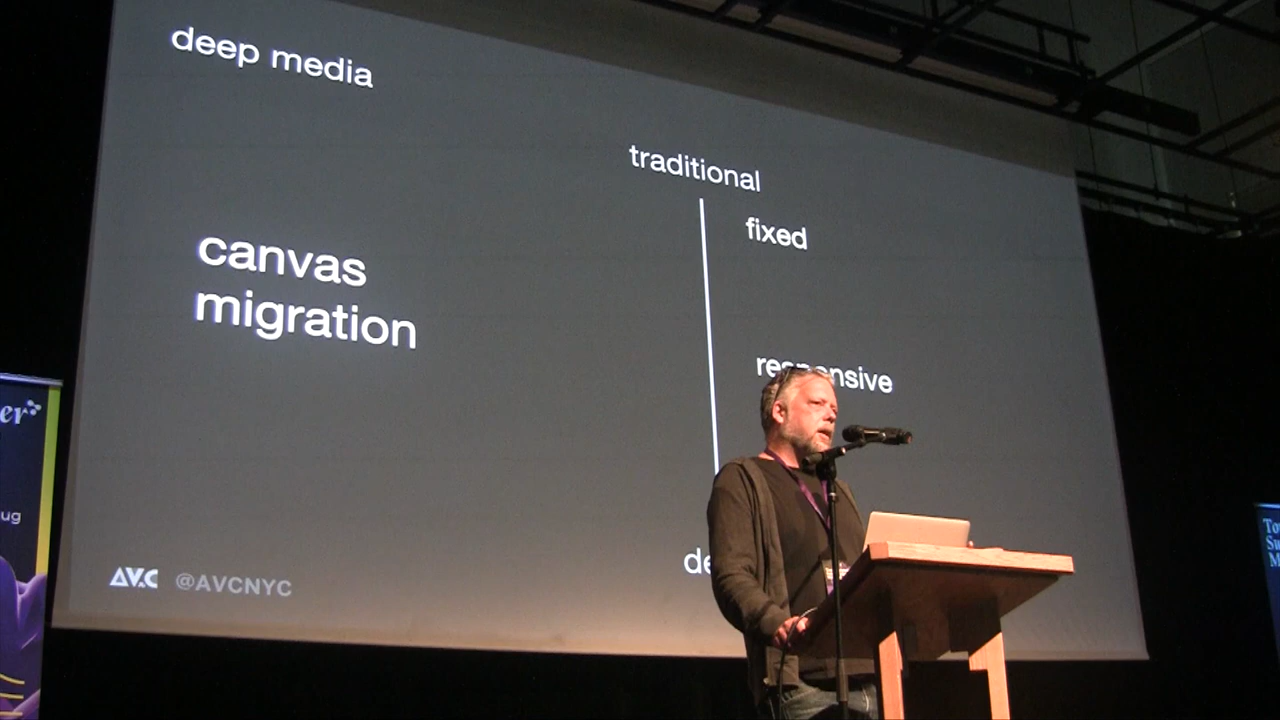 deep media
traditional
fixed
canvas
migration
responsive
AV.C @AVCNYC